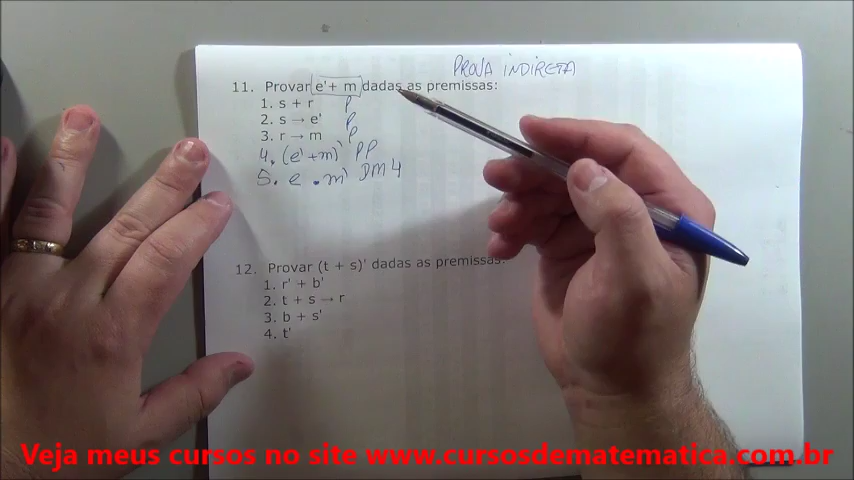 PROVA INDIRETA
11. Provar e'+ m dadas as premissas:
1. s + r P
2. s → e' P
3. r → m P
4. (e'+m)' PP
5. e . m' DM 4
12. Provar (t + s)' dadas as premissas:
1. r' + b'
2. t + s → r
3. b + s'
4. t'
Veja meus cursos no site www.cursosdematematica.com.br